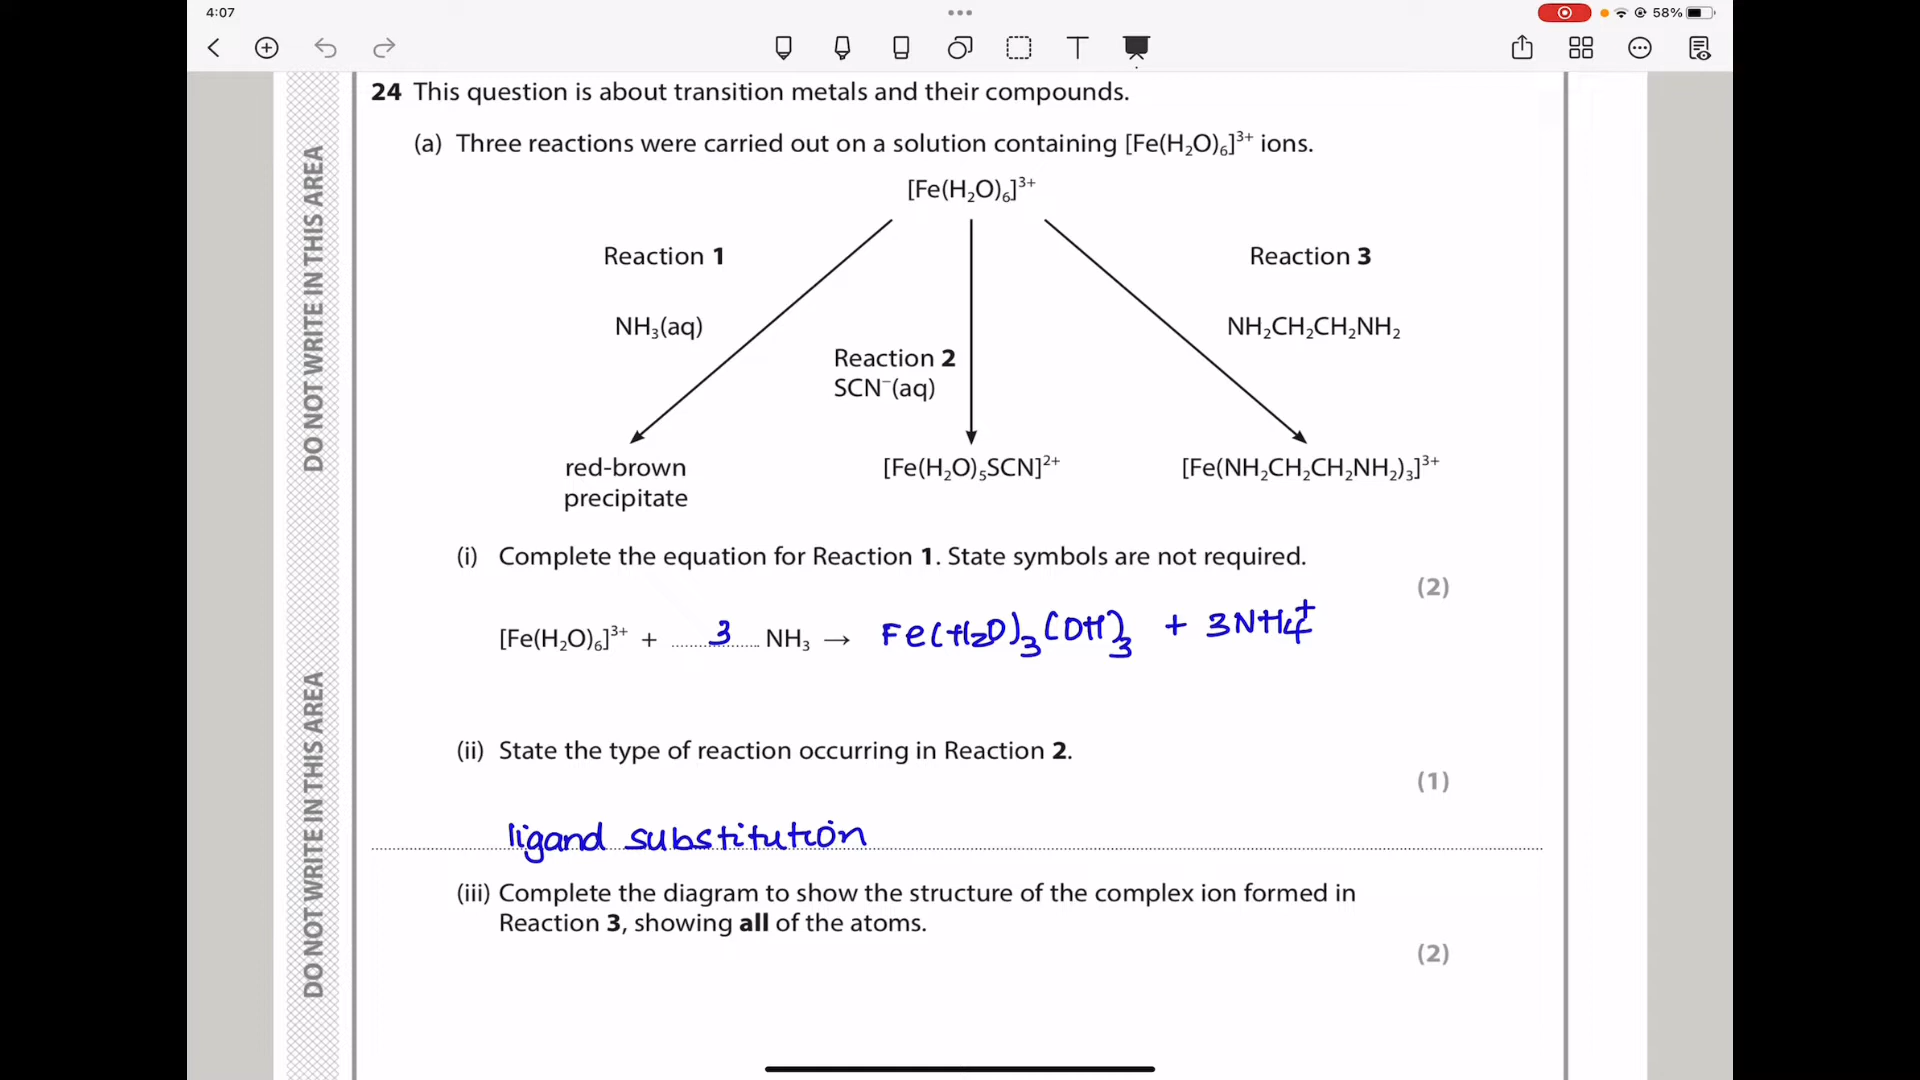 4:07
58%
24 This question is about transition metals and their compounds.
(a) Three reactions were carried out on a solution containing [Fe(H₂O)₆]³⁺ ions.
[Fe(H₂O)₆]³⁺
Reaction 1
Reaction 3
NH₃(aq)
NH₂CH₂CH₂NH₂
Reaction 2
SCN⁻(aq)
red-brown
precipitate
[Fe(H₂O)₅SCN]²⁺
[Fe(NH₂CH₂CH₂NH₂)₃]³⁺
(i) Complete the equation for Reaction 1. State symbols are not required.
(2)
[Fe(H₂O)₆]³⁺ + 3 NH₃ → Fe(H₂O)₃(OH)₃ + 3NH₄⁺
(ii) State the type of reaction occurring in Reaction 2.
(1)
ligand substitution
(iii) Complete the diagram to show the structure of the complex ion formed in
Reaction 3, showing all of the atoms.
(2)
DO NOT WRITE IN THIS AREA
DO NOT WRITE IN THIS AREA